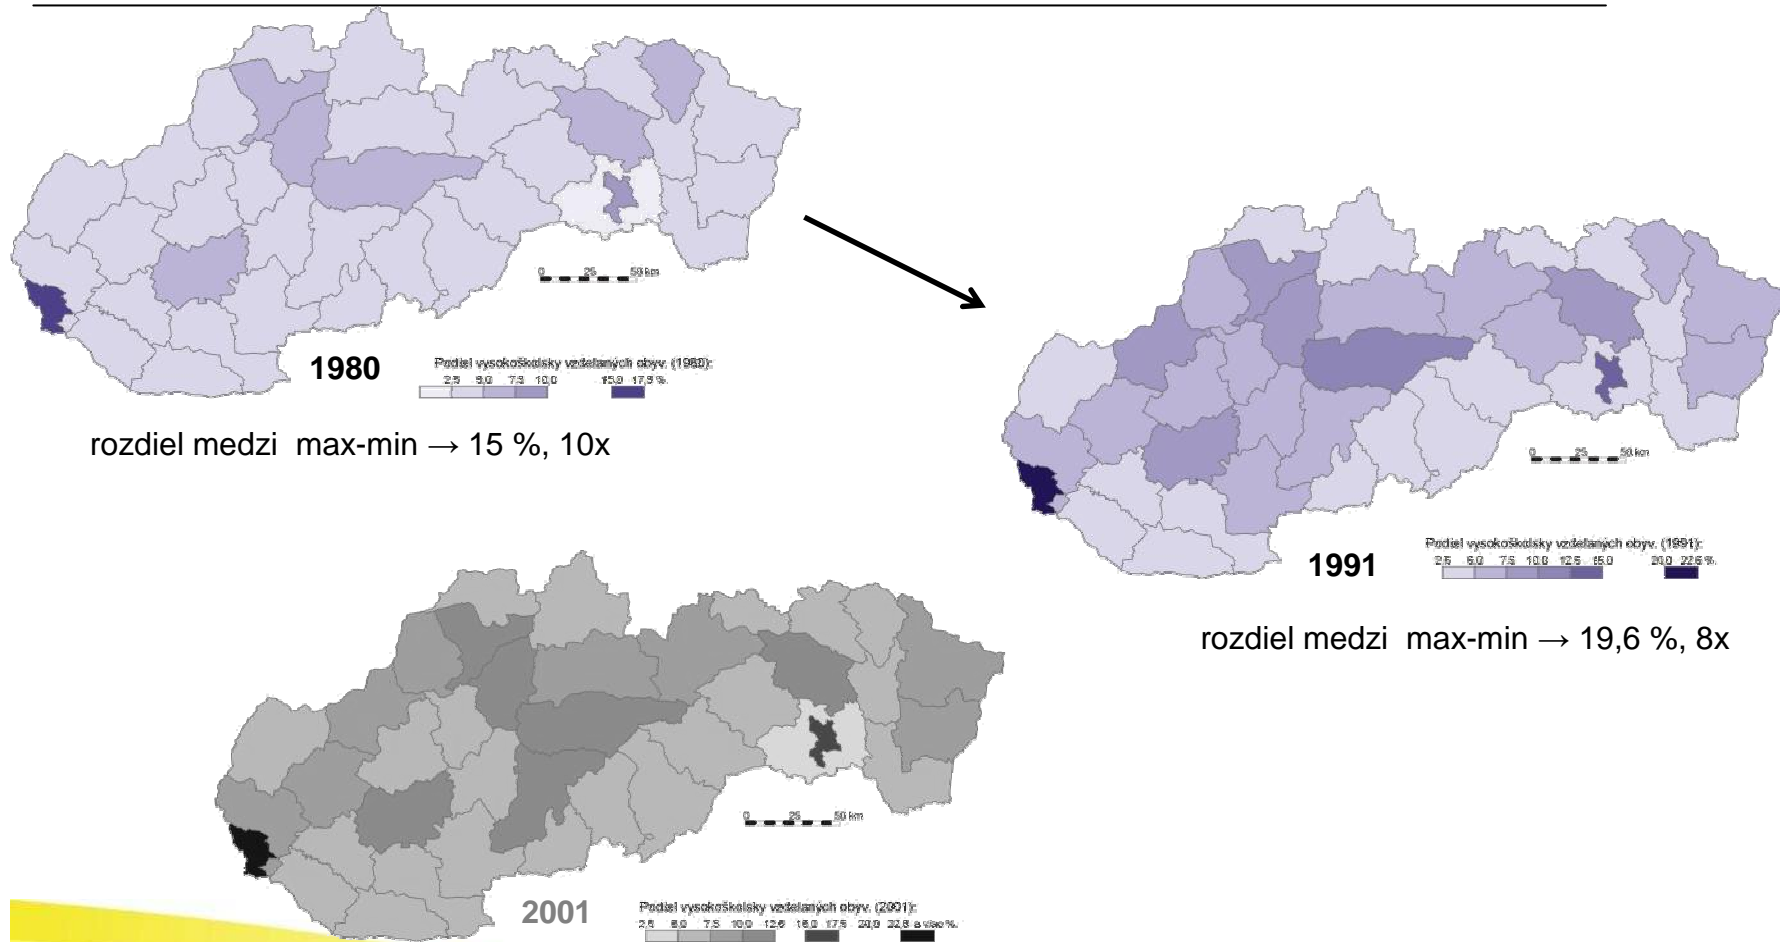 0 25 50 km
1980
Podiel vysokoškolsky vzdelaných obyv. (1980):
2,5 5,0 7,5 10,0 15,0 17,5 %
rozdiel medzi max-min → 15 %, 10x
0 25 50 km
1991
Podiel vysokoškolsky vzdelaných obyv. (1991):
2,5 5,0 7,5 10,0 12,5 15,0 20,0 22,5 %
rozdiel medzi max-min → 19,6 %, 8x
0 25 50 km
2001
Podiel vysokoškolsky vzdelaných obyv. (2001):
2,5 5,0 7,5 10,0 12,5 15,0 17,5 20,0 22,5 a viac %